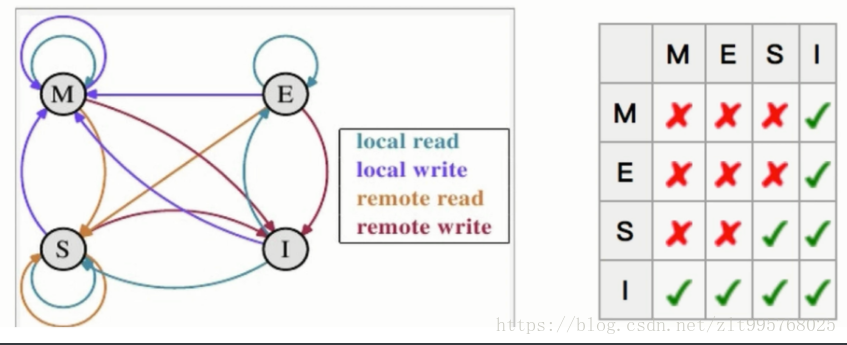 M E
local read
local write
remote read
remote write
S I
M E S I
M ✗ ✗ ✗ ✓
E ✗ ✗ ✗ ✓
S ✗ ✗ ✓ ✓
I ✓ ✓ ✓ ✓
https://blog.csdn.net/zlt995768025